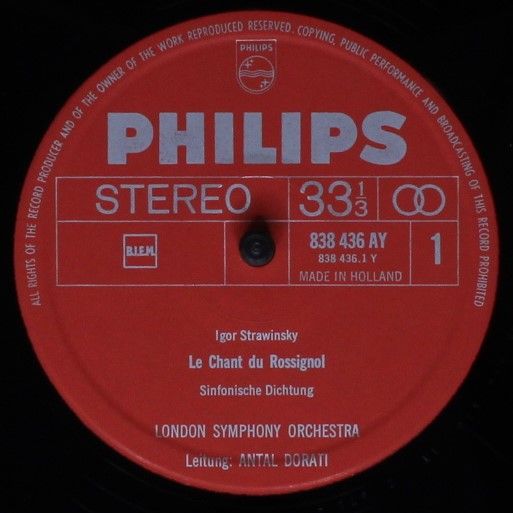 ALL RIGHTS OF THE RECORD PRODUCER AND OF THE OWNER OF THE WORK REPRODUCED RESERVED. COPYING, PUBLIC PERFORMANCE AND BROADCASTING OF THIS RECORD PROHIBITED
PHILIPS
PHILIPS
STEREO 33 1/3
B.I.E.M. 838 436 AY 1
838 436.1 Y
MADE IN HOLLAND
Igor Strawinsky
Le Chant du Rossignol
Sinfonische Dichtung
LONDON SYMPHONY ORCHESTRA
Leitung: ANTAL DORATI